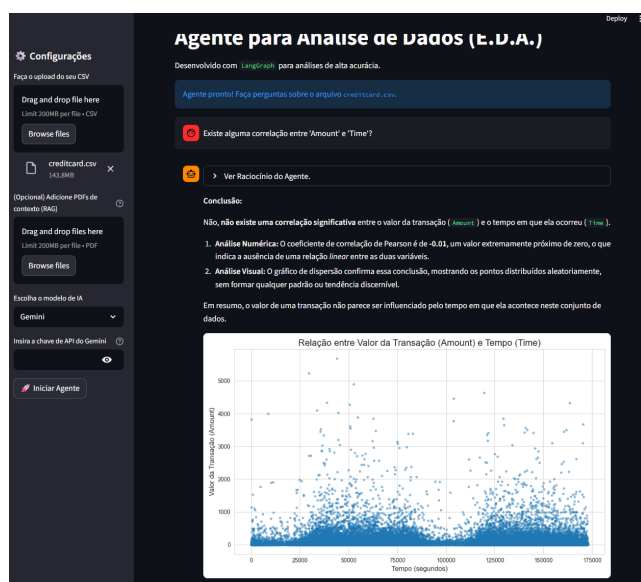 Deploy
Configurações
Faça o upload do seu CSV
Drag and drop file here
Limit 200MB per file • CSV
Browse files
creditcard.csv
143.8MB
(Opcional) Adicione PDFs de
contexto (RAG)
Drag and drop files here
Limit 200MB per file • PDF
Browse files
Escolha o modelo de IA
Gemini
Insira a chave de API do Gemini
Iniciar Agente
Agente para Análise de Dados (E.D.A.)
Desenvolvido com LangGraph para análises de alta acurácia.
Agente pronto! Faça perguntas sobre o arquivo creditcard.csv.
Existe alguma correlação entre 'Amount' e 'Time'?
Ver Raciocínio do Agente.
Conclusão:
Não, não existe uma correlação significativa entre o valor da transação ( Amount ) e o tempo em que ela ocorreu ( Time ).
1. Análise Numérica: O coeficiente de correlação de Pearson é de -0.01, um valor extremamente próximo de zero, o que
indica a ausência de uma relação linear entre as duas variáveis.
2. Análise Visual: O gráfico de dispersão confirma essa conclusão, mostrando os pontos distribuídos aleatoriamente,
sem formar qualquer padrão ou tendência discernível.
Em resumo, o valor de uma transação não parece ser influenciado pelo tempo em que ela acontece neste conjunto de
dados.
Relação entre Valor da Transação (Amount) e Tempo (Time)
Valor da Transação (Amount)
5000
4000
3000
2000
1000
0
0 25000 50000 75000 100000 125000 150000 175000
Tempo (segundos)